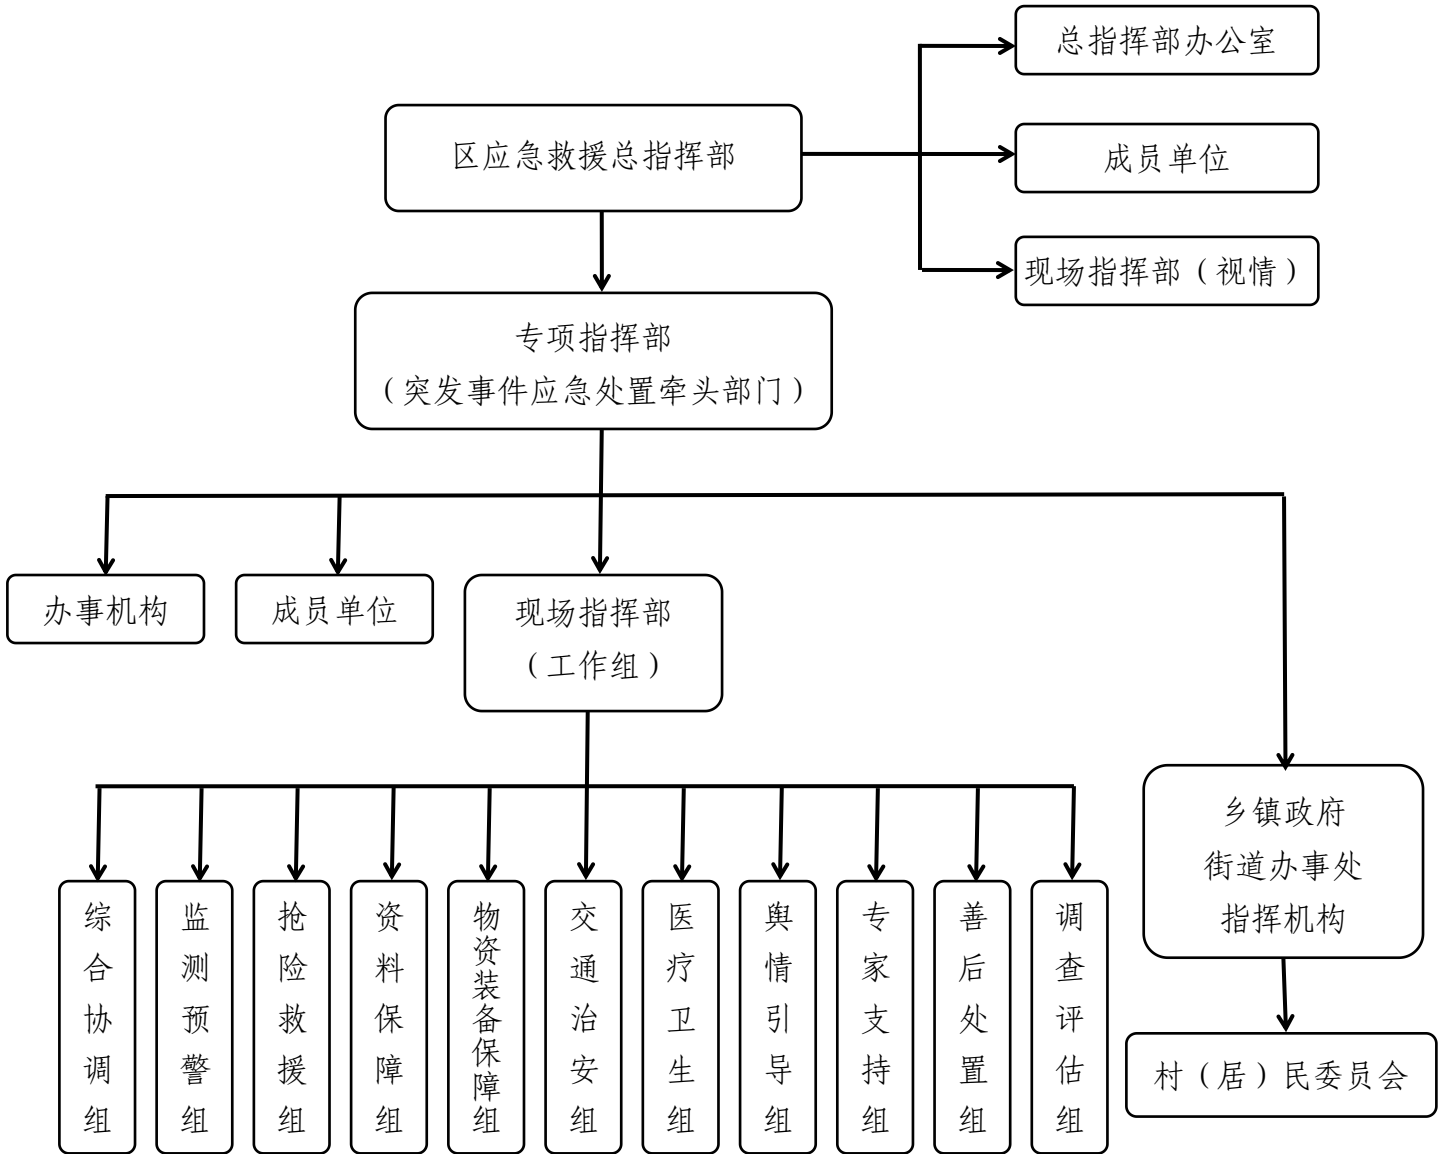 总指挥部办公室
区应急救援总指挥部
成员单位
现场指挥部（视情）
专项指挥部
（突发事件应急处置牵头部门）
办事机构
成员单位
现场指挥部
（工作组）
乡镇政府
街道办事处
指挥机构
综合协调组
监测预警组
抢险救援组
资料保障组
物资装备保障组
交通治安组
医疗卫生组
舆情引导组
专家支持组
善后处置组
调查评估组
村（居）民委员会